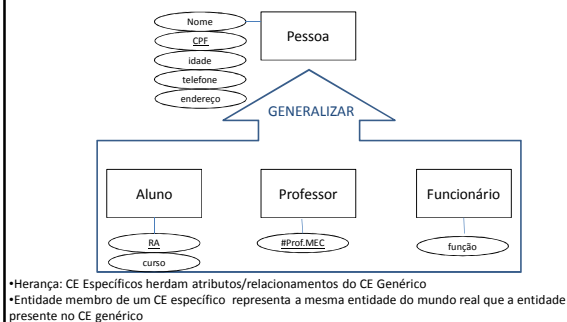 Nome
Pessoa
CPF
idade
telefone
endereço
GENERALIZAR
Aluno
Professor
Funcionário
RA
#Prof.MEC
função
curso
•Herança: CE Específicos herdam atributos/relacionamentos do CE Genérico
•Entidade membro de um CE específico representa a mesma entidade do mundo real que a entidade
presente no CE genérico